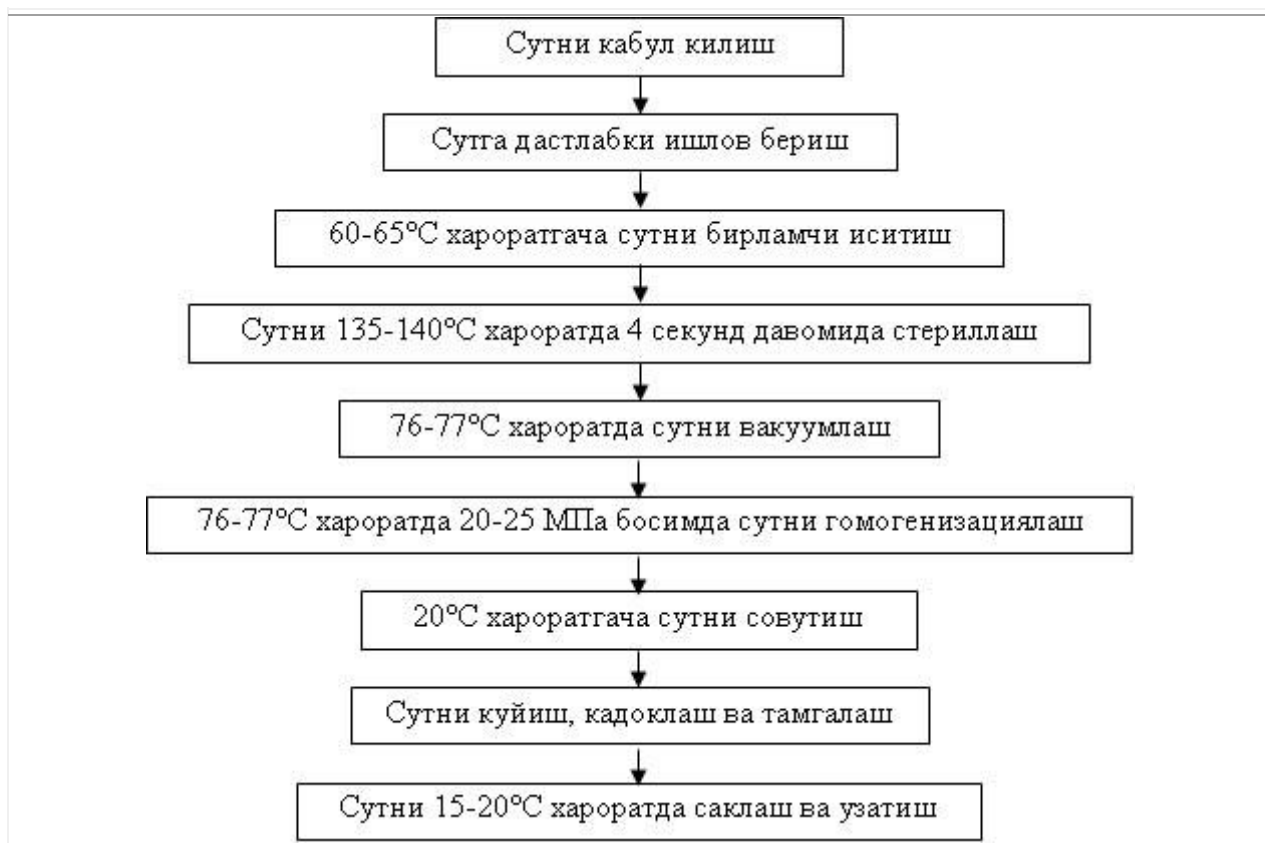 Сутни кабул килиш
Сутга дастлабки ишлов бериш
60-65°С хароратгача сутни бирламчи иситиш
Сутни 135-140°С хароратда 4 секунд давомида стериллаш
76-77°С хароратда сутни вакуумлаш
76-77°С хароратда 20-25 МПа босимда сутни гомогенизациялаш
20°С хароратгача сутни совутиш
Сутни куйиш, кадоклаш ва тамгалаш
Сутни 15-20°С хароратда саклаш ва узатиш